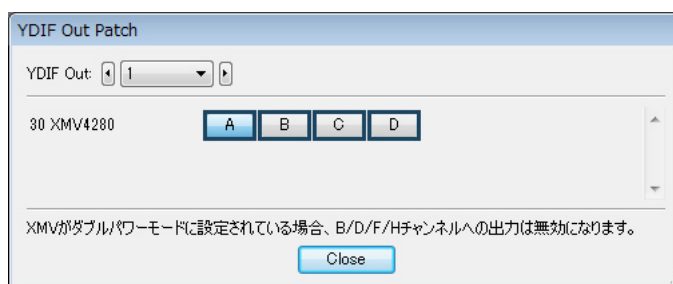 YDIF Out Patch
YDIF Out: 1
30 XMV4280 A B C D
XMVがダブルパワーモードに設定されている場合、B/D/F/Hチャンネルへの出力は無効になります。
Close